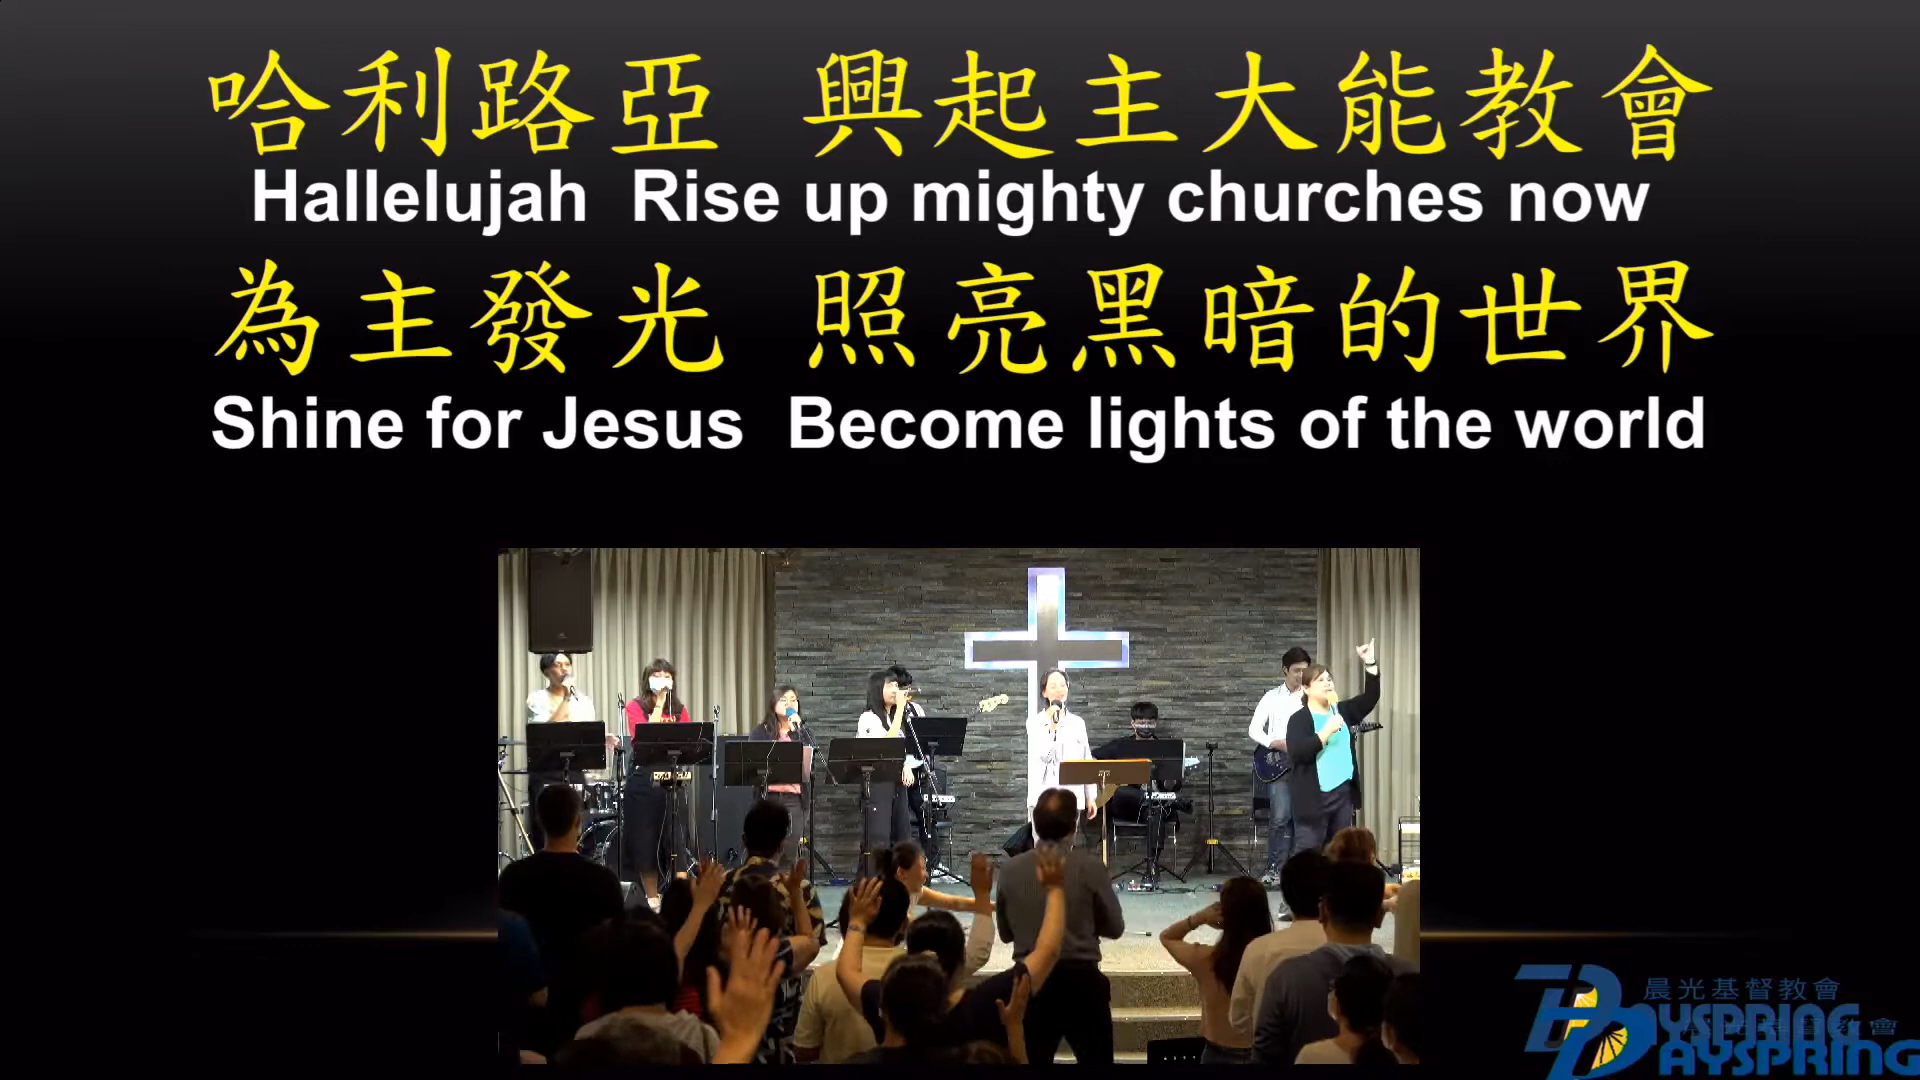 哈利路亞 興起主大能教會
Hallelujah Rise up mighty churches now
為主發光 照亮黑暗的世界
Shine for Jesus Become lights of the world
晨光基督教會
AYSPRING
AYSPRING